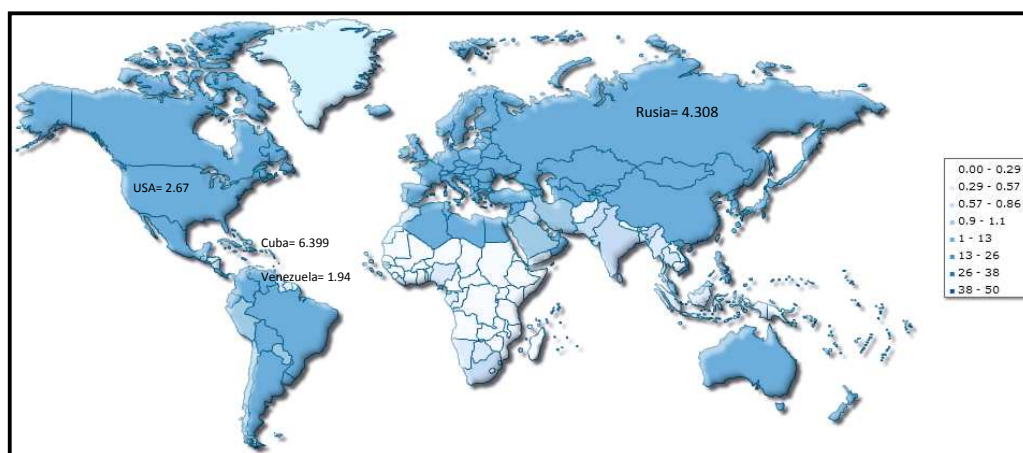 Rusia= 4.308
USA= 2.67
Cuba= 6.399
Venezuela= 1.94
0.00 - 0.29
0.29 - 0.57
0.57 - 0.86
0.9 - 1.1
1 - 13
13 - 26
26 - 38
38 - 50